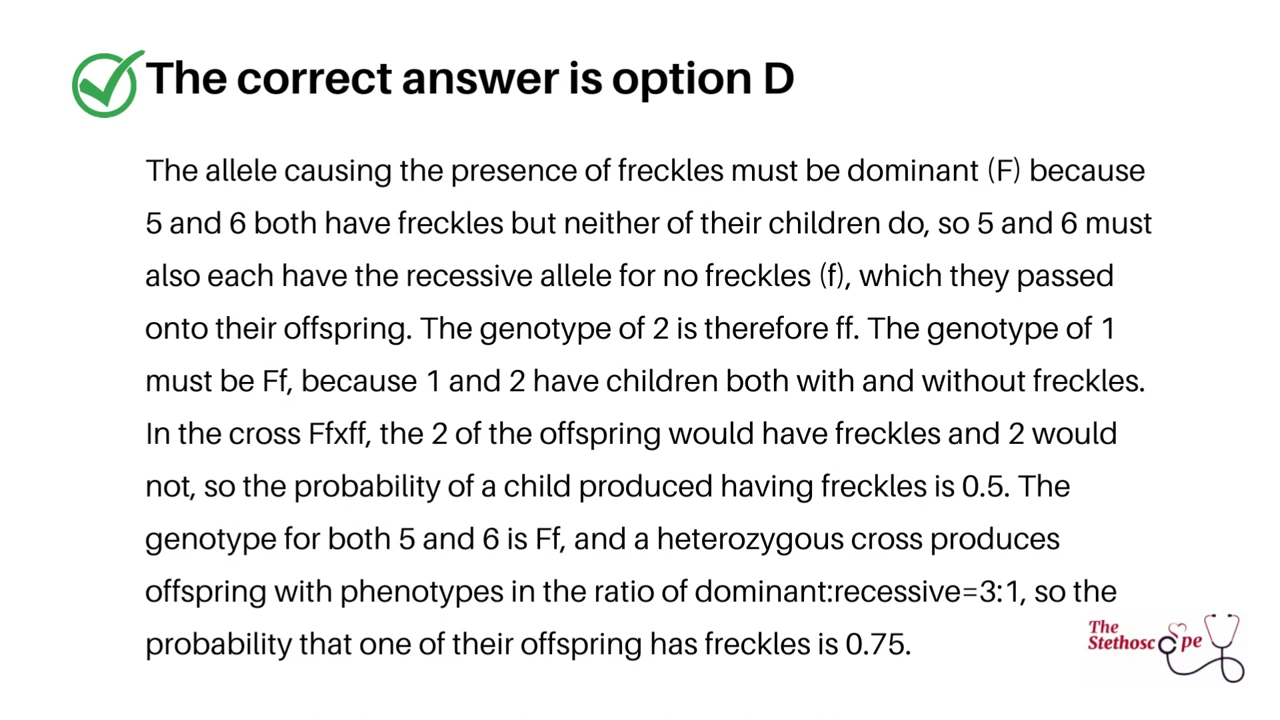 The correct answer is option D
The allele causing the presence of freckles must be dominant (F) because
5 and 6 both have freckles but neither of their children do, so 5 and 6 must
also each have the recessive allele for no freckles (f), which they passed
onto their offspring. The genotype of 2 is therefore ff. The genotype of 1
must be Ff, because 1 and 2 have children both with and without freckles.
In the cross Ffxff, the 2 of the offspring would have freckles and 2 would
not, so the probability of a child produced having freckles is 0.5. The
genotype for both 5 and 6 is Ff, and a heterozygous cross produces
offspring with phenotypes in the ratio of dominant:recessive=3:1, so the
probability that one of their offspring has freckles is 0.75.
The
Stethoscope